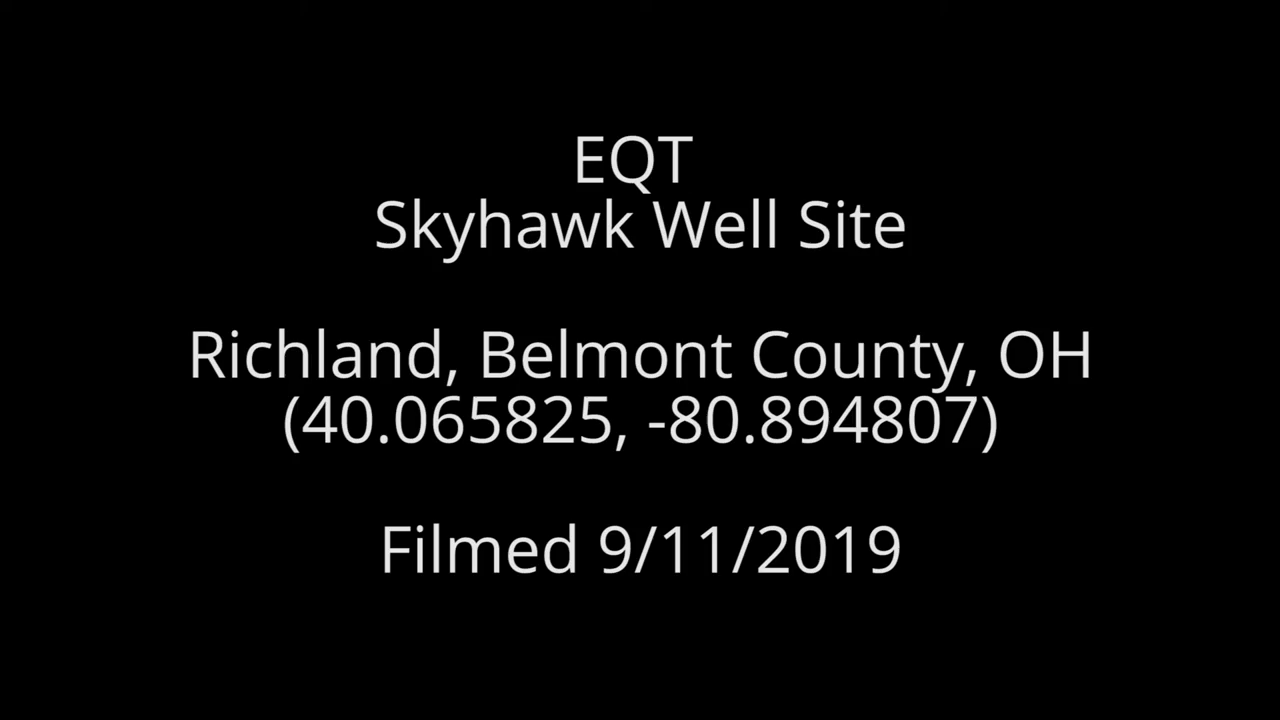 EQT
Skyhawk Well Site
Richland, Belmont County, OH
(40.065825, -80.894807)
Filmed 9/11/2019